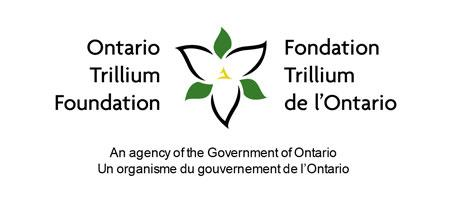 Ontario
Trillium
Foundation
Fondation
Trillium
de l'Ontario
An agency of the Government of Ontario
Un organisme du gouvernement de l'Ontario